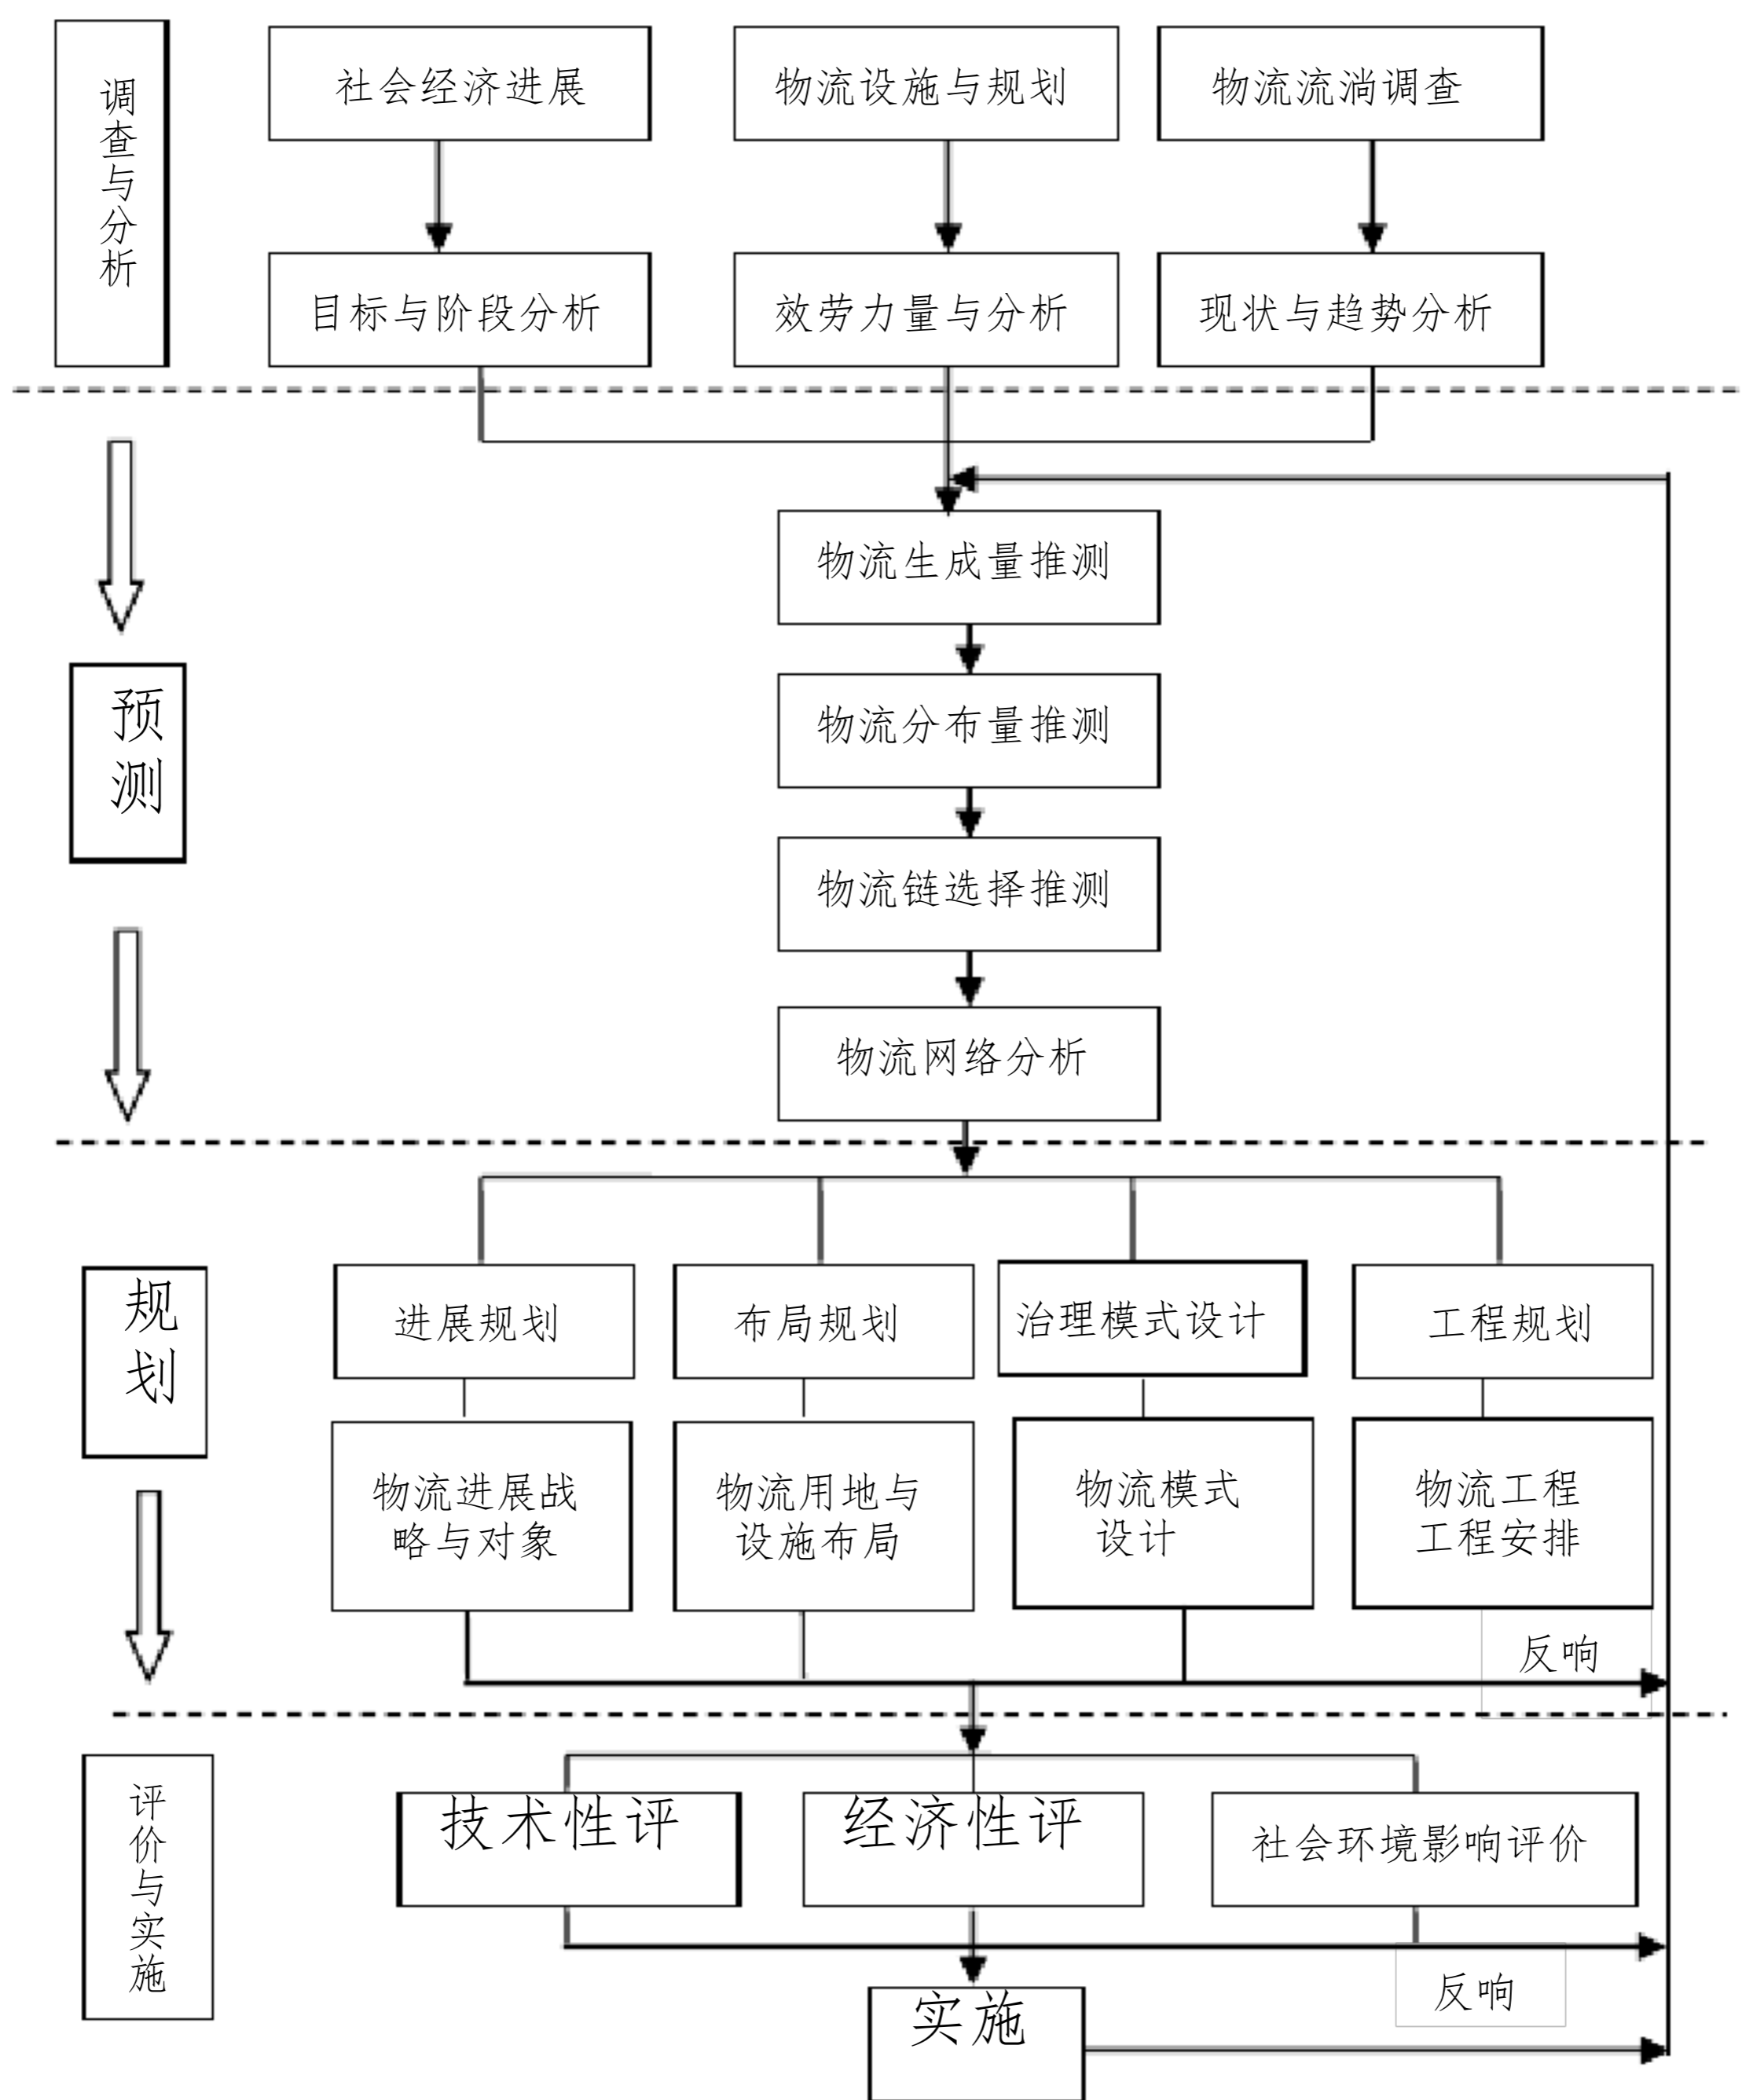 调查与分析
社会经济进展
物流设施与规划
物流流淌调查
目标与阶段分析
效劳力量与分析
现状与趋势分析
预测
物流生成量推测
物流分布量推测
物流链选择推测
物流网络分析
规划
进展规划
布局规划
治理模式设计
工程规划
物流进展战
略与对象
物流用地与
设施布局
物流模式
设计
物流工程
工程安排
反响
评价与实施
技术性评
经济性评
社会环境影响评价
反响
实施